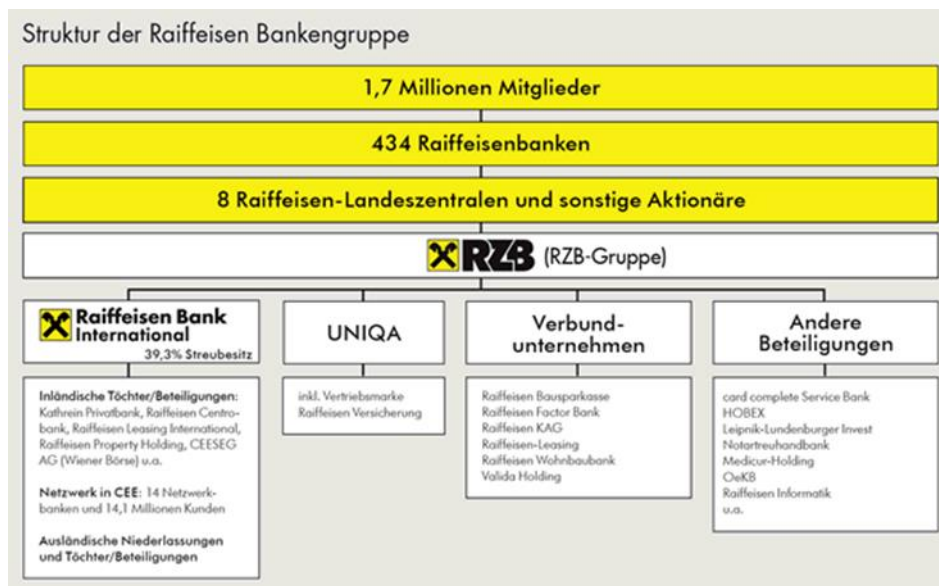 Struktur der Raiffeisen Bankengruppe
1,7 Millionen Mitglieder
434 Raiffeisenbanken
8 Raiffeisen-Landeszentralen und sonstige Aktionäre
RZB (RZB-Gruppe)
Raiffeisen Bank
International
39,3% Streubesitz
Inländische Töchter/Beteiligungen:
Kathrein Privatbank, Raiffeisen Centro-
bank, Raiffeisen Leasing International,
Raiffeisen Property Holding, CEESEG
AG (Wiener Börse) u.a.
Netzwerk in CEE: 14 Netzwerk-
banken und 14,1 Millionen Kunden
Ausländische Niederlassungen
und Töchter/Beteiligungen
UNIQA
inkl. Vertriebsmarke
Raiffeisen Versicherung
Verbund-
unternehmen
Raiffeisen Bausparkasse
Raiffeisen Factor Bank
Raiffeisen KAG
Raiffeisen-Leasing
Raiffeisen Wohnbaubank
Valida Holding
Andere
Beteiligungen
card complete Service Bank
HOBEX
Leipnik-Lundenburger Invest
Notartreuhandbank
Medicur-Holding
OeKB
Raiffeisen Informatik
u.a.